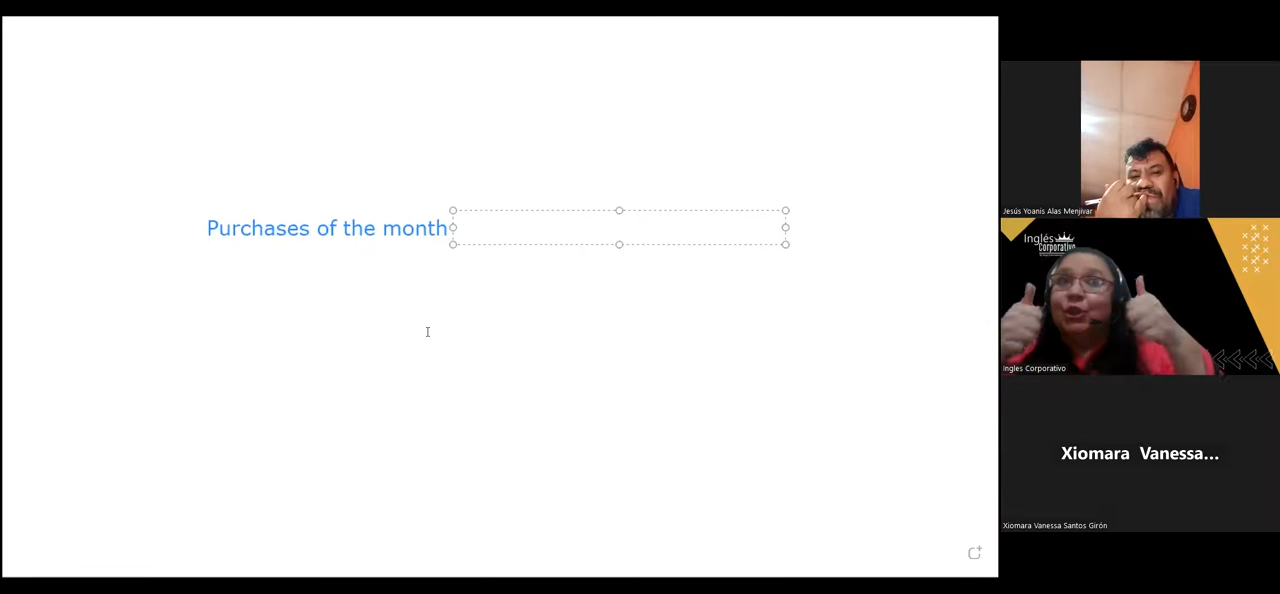 Purchases of the month
Jesús Yoanis Alas Menjivar
Inglés
Corporativo
Ingles Corporativo
Xiomara Vanessa...
Xiomara Vanessa Santos Girón